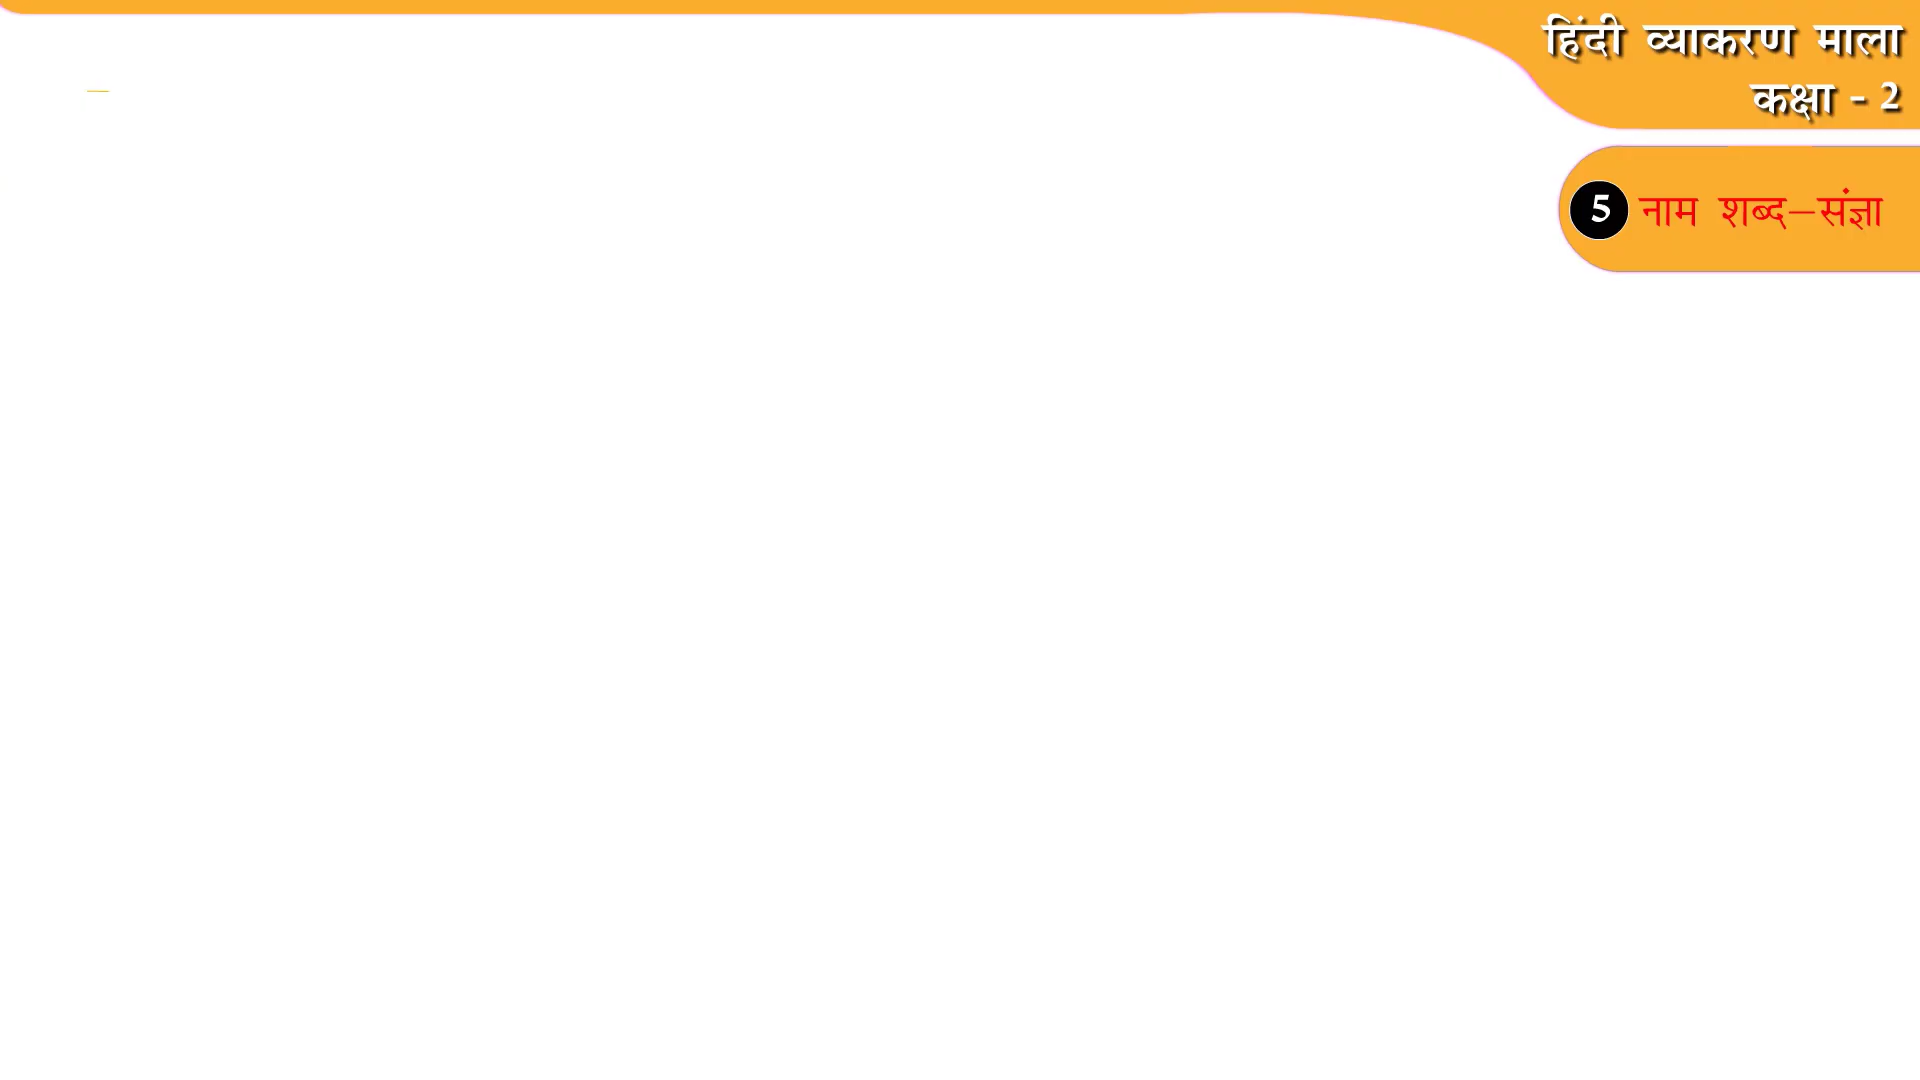 हिंदी व्याकरण माला
कक्षा - 2
5 नाम शब्द–संज्ञा